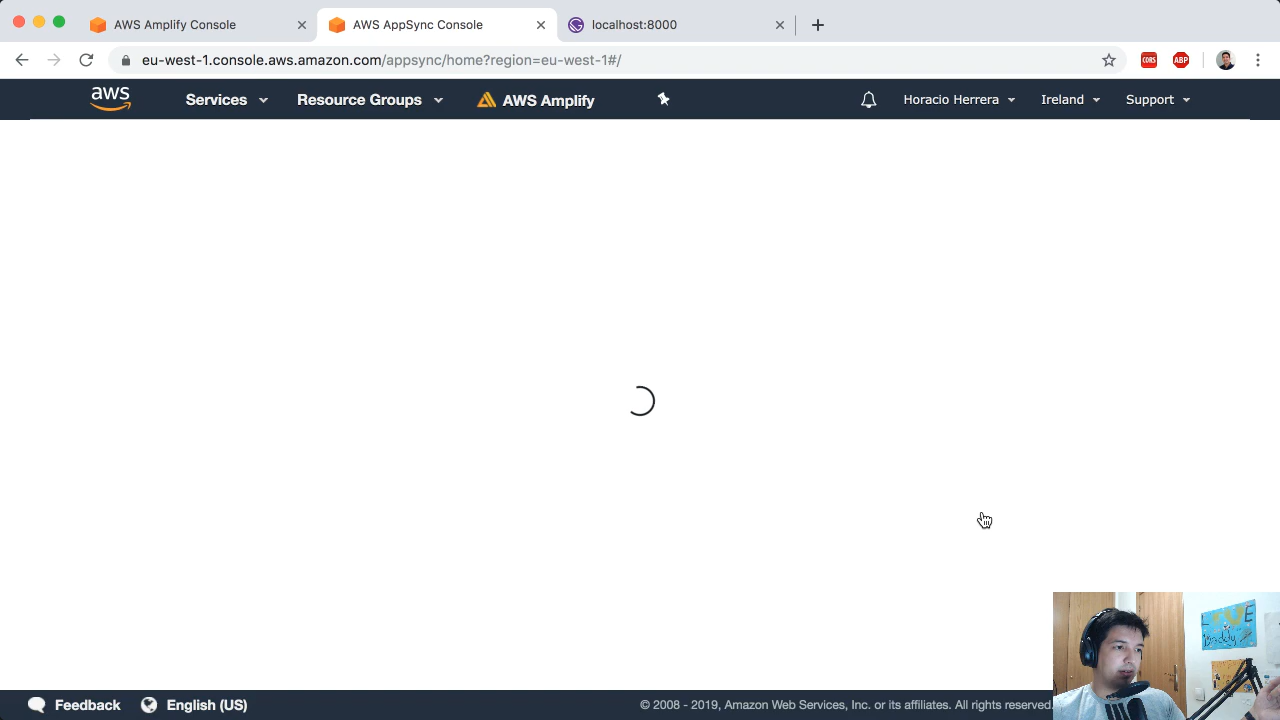 AWS Amplify Console
AWS AppSync Console
localhost:8000
eu-west-1.console.aws.amazon.com/appsync/home?region=eu-west-1#/
CORS
ABP
aws
Services
Resource Groups
AWS Amplify
Horacio Herrera
Ireland
Support
Feedback
English (US)
© 2008 - 2019, Amazon Web Services, Inc. or its affiliates. All rights reserved.